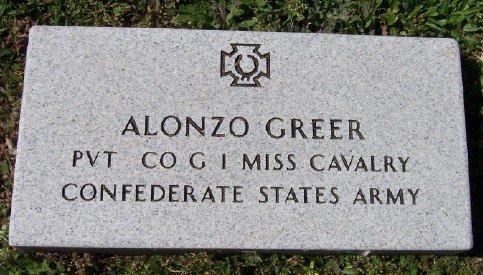 ALONZO GREER
PVT CO G 1 MISS CAVALRY
CONFEDERATE STATES ARMY